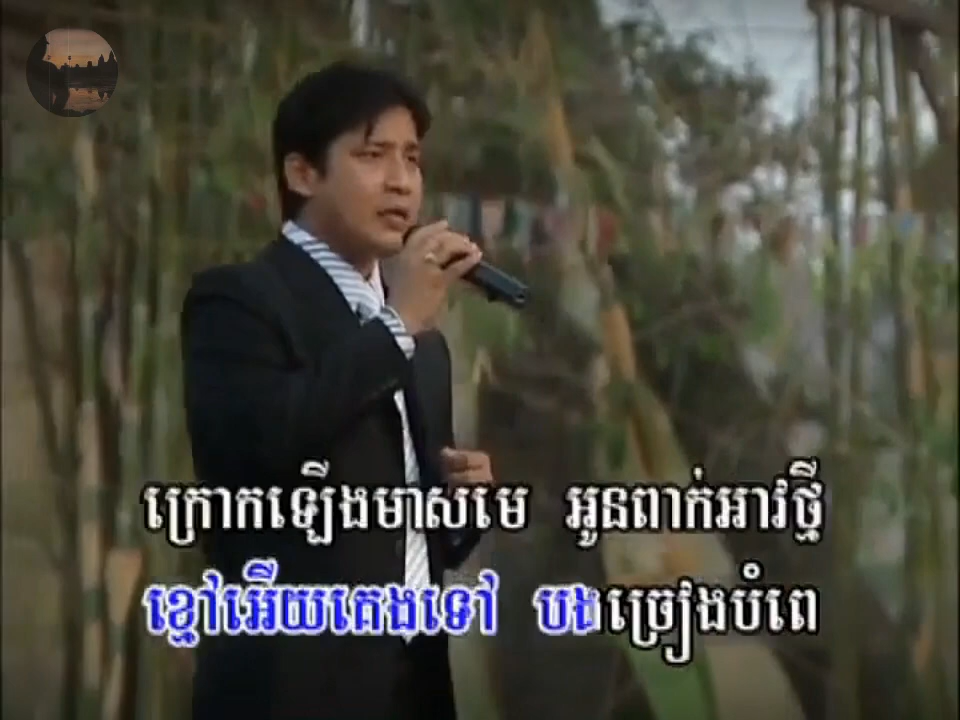 ក្រោកឡើងមាសមេ អូនពាក់អាវថ្មី
ខ្មៅអើយគេងទៅ បងច្រៀងបំពេ